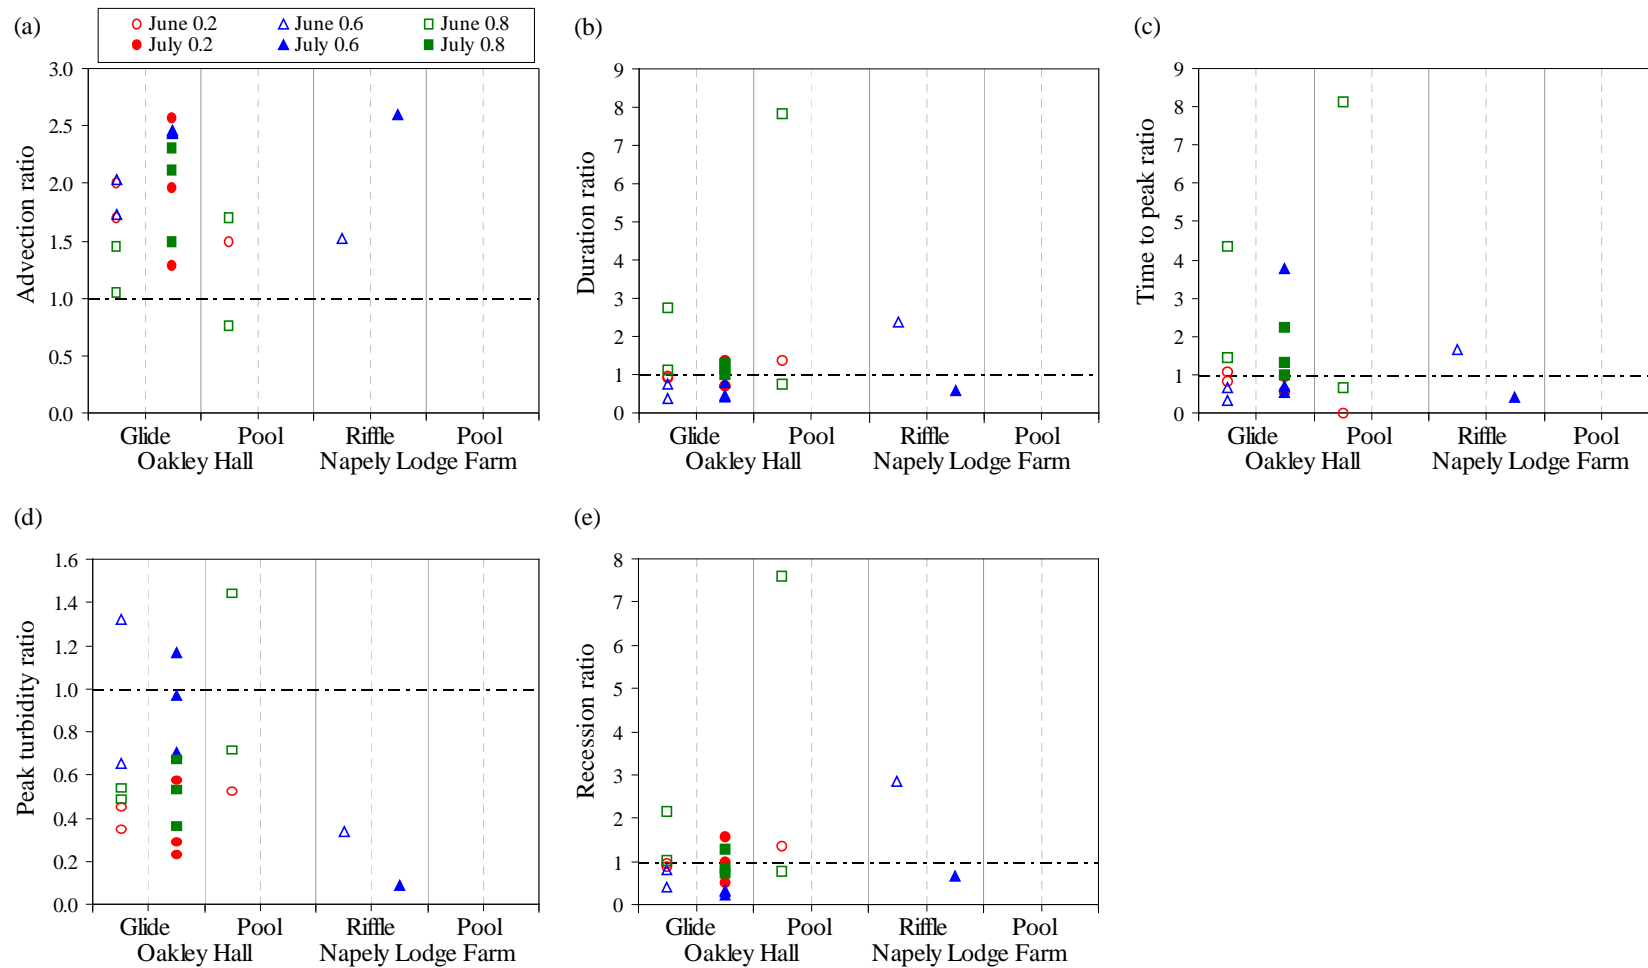 (a)
June 0.2 June 0.6 June 0.8
July 0.2 July 0.6 July 0.8
Advection ratio
3.0
2.5
2.0
1.5
1.0
0.5
0.0
Glide Pool Riffle Pool
Oakley Hall Napely Lodge Farm
(b)
Duration ratio
9
8
7
6
5
4
3
2
1
0
Glide Pool Riffle Pool
Oakley Hall Napely Lodge Farm
(c)
Time to peak ratio
9
8
7
6
5
4
3
2
1
0
Glide Pool Riffle Pool
Oakley Hall Napely Lodge Farm
(d)
Peak turbidity ratio
1.6
1.4
1.2
1.0
0.8
0.6
0.4
0.2
0.0
Glide Pool Riffle Pool
Oakley Hall Napely Lodge Farm
(e)
Recession ratio
8
7
6
5
4
3
2
1
0
Glide Pool Riffle Pool
Oakley Hall Napely Lodge Farm